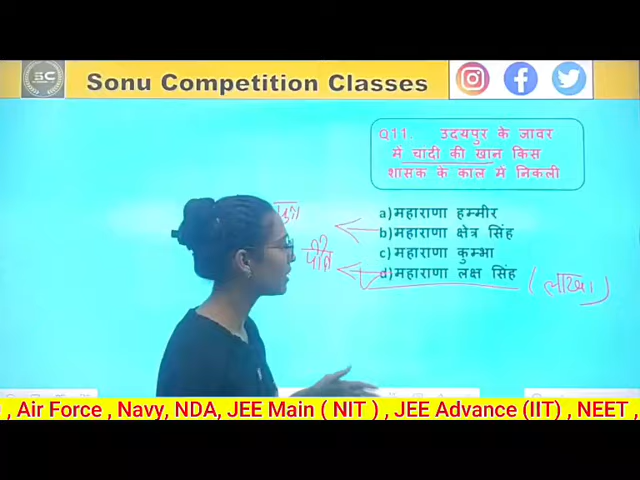 SC
Sonu Competition Classes
Q11. उदयपुर के जावर
में चांदी की खान किस
शासक के काल में निकली
a)महाराणा हम्मीर
b)महाराणा क्षेत्र सिंह
c)महाराणा कुम्भा
d)महाराणा लक्ष सिंह (लाखा)
, Air Force , Navy, NDA, JEE Main ( NIT ) , JEE Advance (IIT) , NEET ,